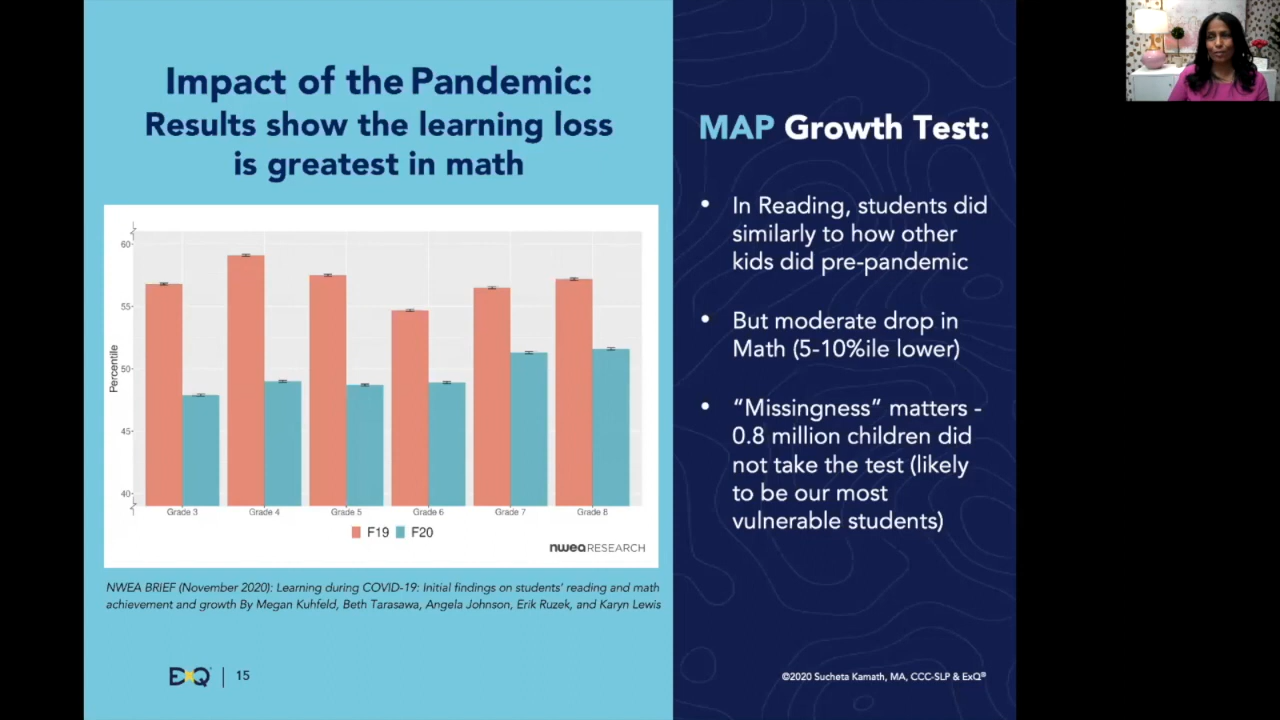 Impact of the Pandemic:
Results show the learning loss
is greatest in math
Percentile
60
55
50
45
40
Grade 3 Grade 4 Grade 5 Grade 6 Grade 7 Grade 8
F19 F20
nwea RESEARCH
NWEA BRIEF (November 2020): Learning during COVID-19: Initial findings on students' reading and math
achievement and growth By Megan Kuhfeld, Beth Tarasawa, Angela Johnson, Erik Ruzek, and Karyn Lewis
ExQ | 15
MAP Growth Test:
• In Reading, students did
similarly to how other
kids did pre-pandemic
• But moderate drop in
Math (5-10%ile lower)
• “Missingness” matters -
0.8 million children did
not take the test (likely
to be our most
vulnerable students)
©2020 Sucheta Kamath, MA, CCC-SLP & ExQ®